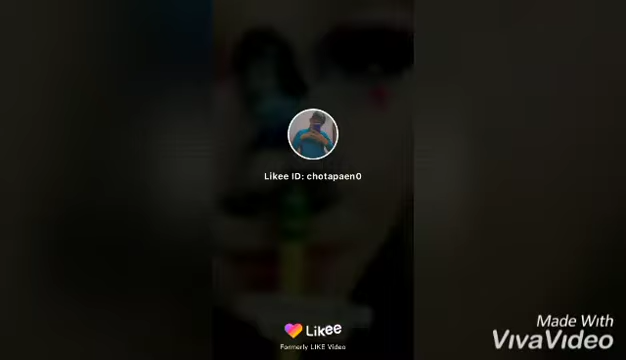 Likee ID: chotapaen0
Likee
Formerly LIKE Video
Made With
VivaVideo